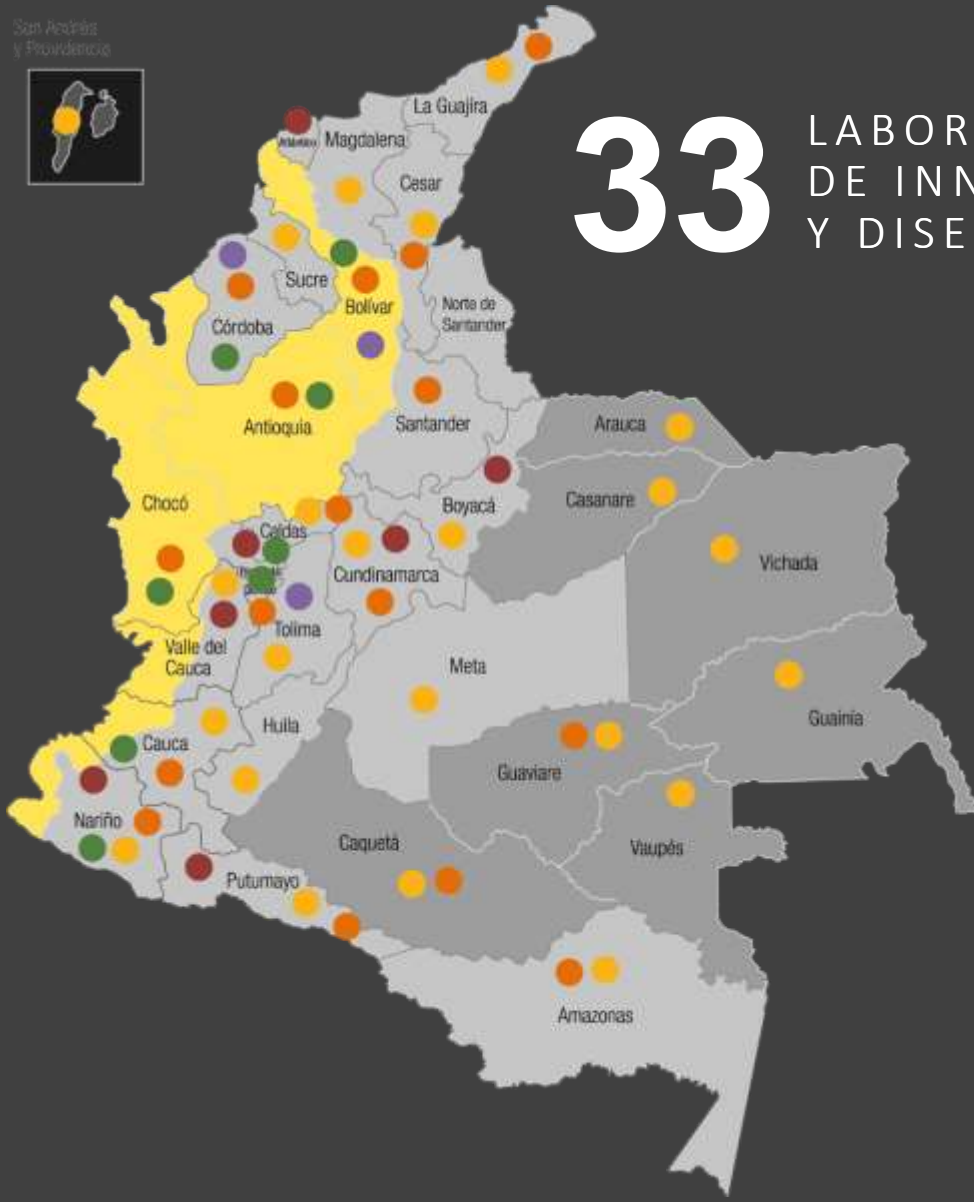 San Andrés
y Providencia
33
LABOR
DE INN
Y DISE
La Guajira
Magdalena
Atlántico
Cesar
Sucre
Bolívar
Norte de
Santander
Córdoba
Antioquia
Santander
Arauca
Chocó
Boyacá
Casanare
Caldas
Vichada
Cundinamarca
Tolima
Valle del
Cauca
Meta
Guainía
Huila
Cauca
Guaviare
Nariño
Caquetá
Vaupés
Putumayo
Amazonas